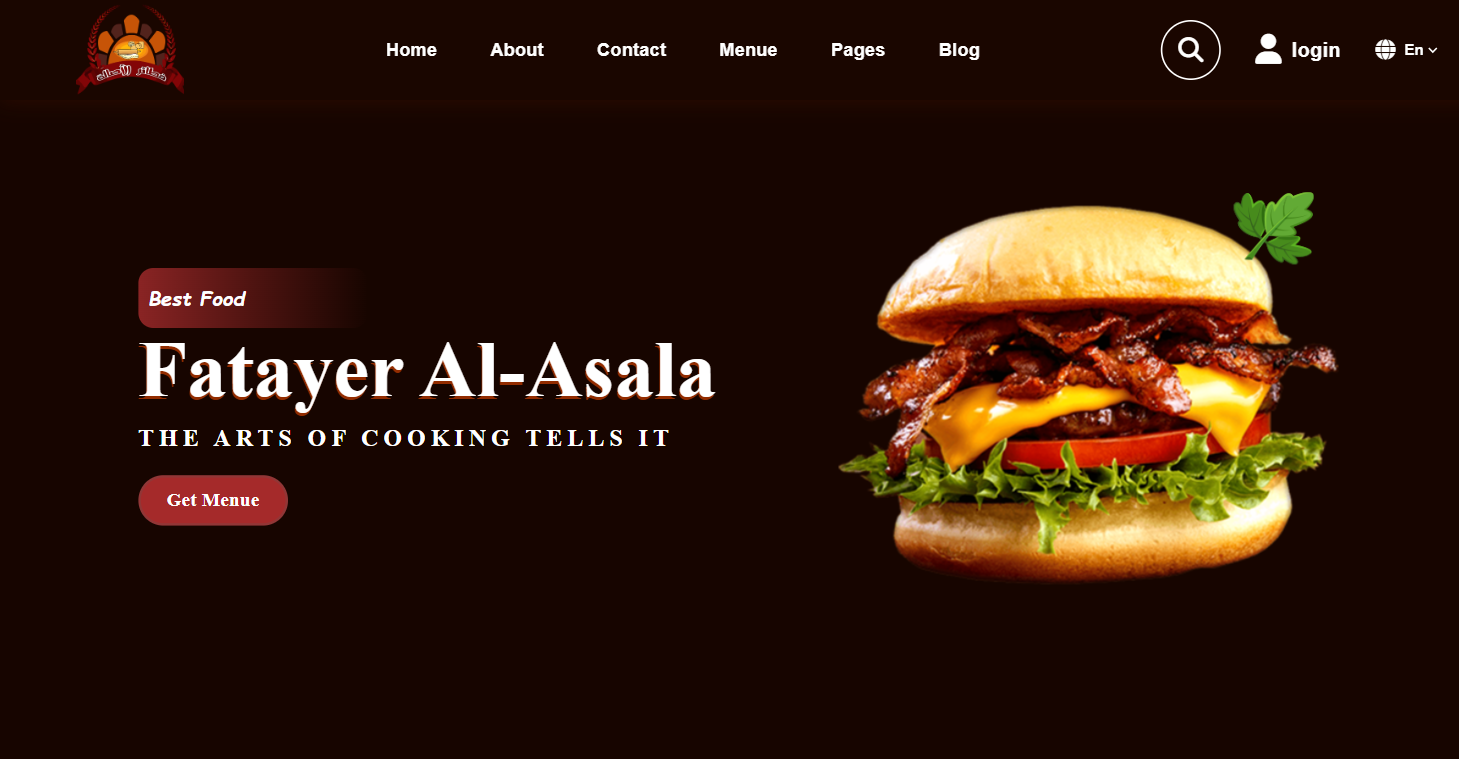 فطائر الأصالة
Home About Contact Menue Pages Blog login En
Best Food
Fatayer Al-Asala
THE ARTS OF COOKING TELLS IT
Get Menue